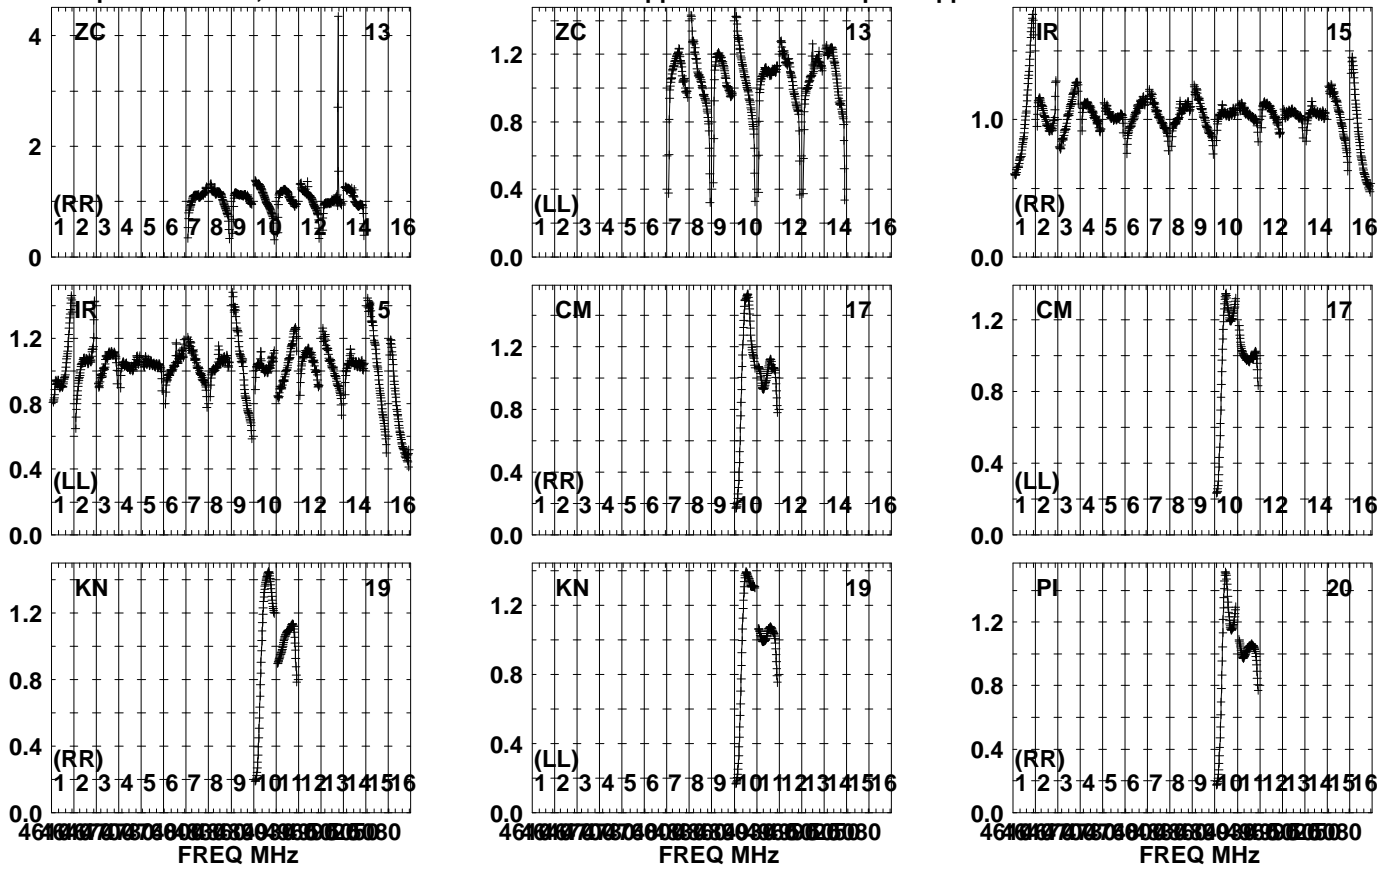 ZC 13 ZC 13 IR 15
4 1.2
2 0.8 1.0
0.4
(RR) (LL) (RR)
1 2 3 4 5 6 7 8 9 10 12 14 16 1 2 3 4 5 6 7 8 9 10 12 14 16 1 2 3 4 5 6 7 8 9 10 12 14 16
0 0.0 0.0
IR CM 17 CM 17
1.2 1.2 1.2
0.8 0.8 0.8
0.4 0.4 0.4
(LL) (RR) (LL)
1 2 3 4 5 6 7 8 9 10 12 14 16 1 2 3 4 5 6 7 8 9 10 12 14 16 1 2 3 4 5 6 7 8 9 10 12 14 16
0.0 0.0 0.0
KN 19 KN 19 PI 20
1.2 1.2 1.2
0.8 0.8 0.8
0.4 0.4 0.4
(RR) (LL) (RR)
1 2 3 4 5 6 7 8 9 10 11 12 13 14 15 16 1 2 3 4 5 6 7 8 9 10 11 12 13 14 15 16 1 2 3 4 5 6 7 8 9 10 11 12 13 14 15 16
0.0 0.0 0.0
FREQ MHz FREQ MHz FREQ MHz